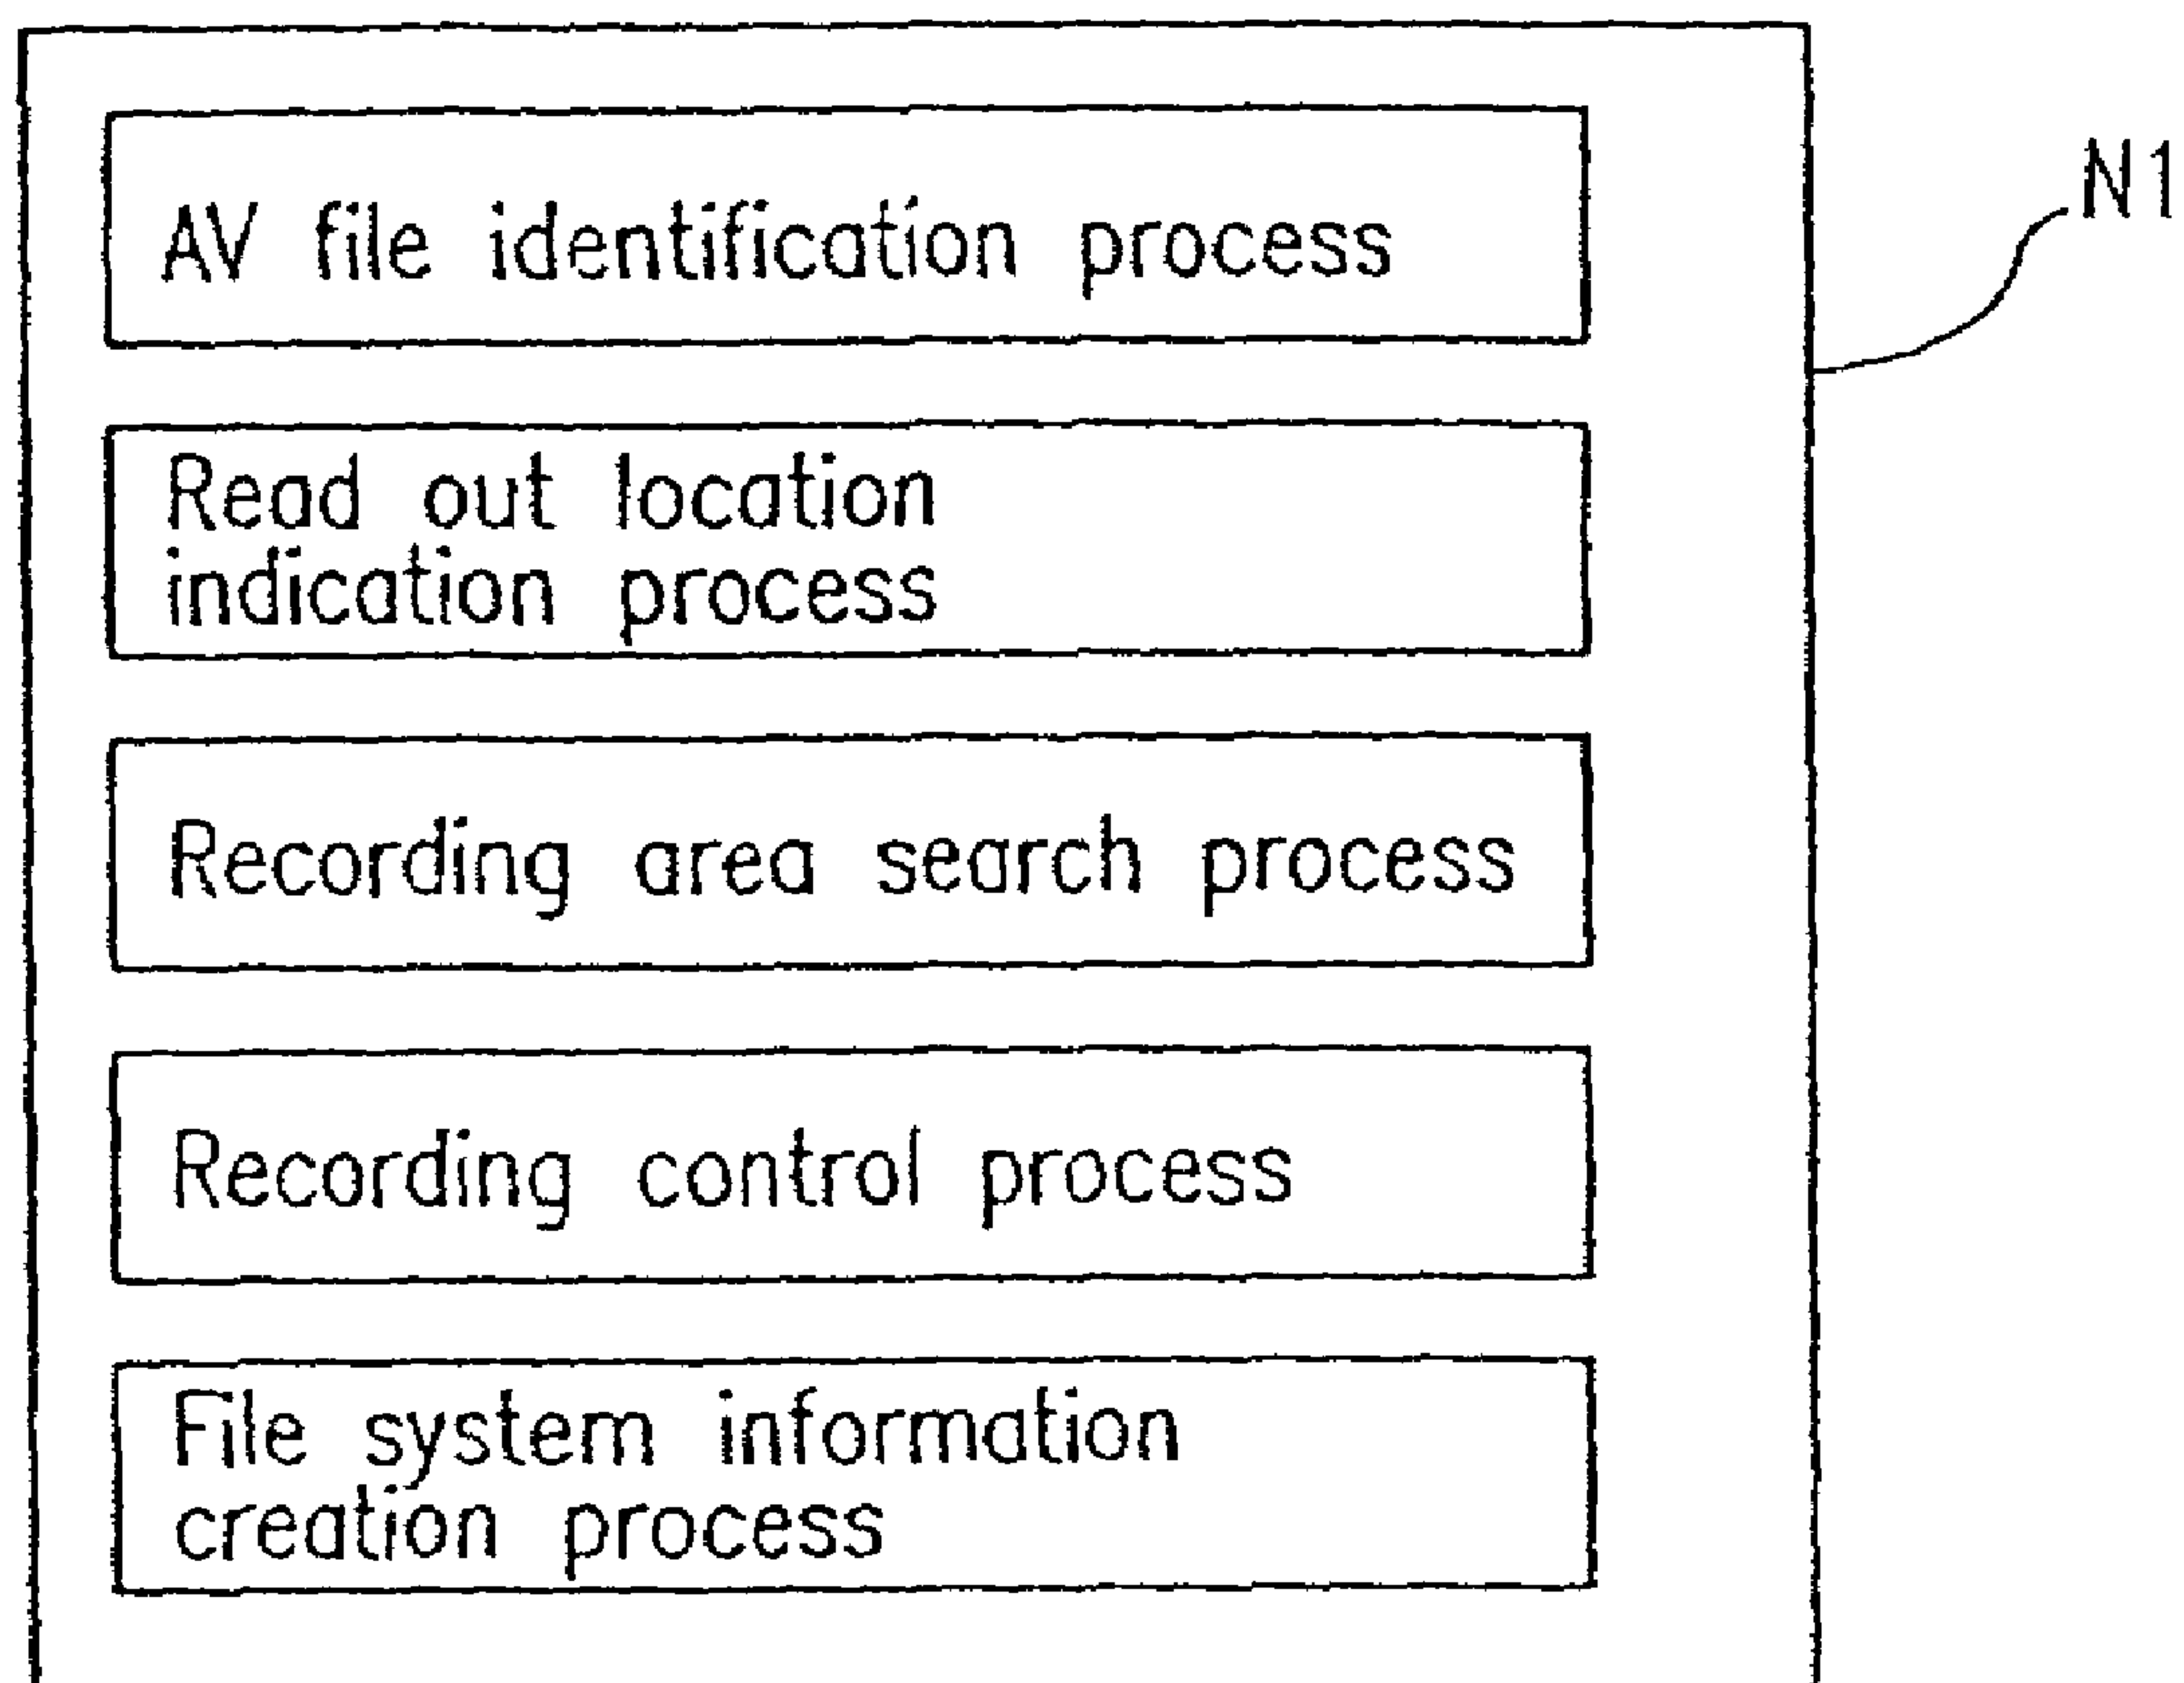 AV file identification process
N1
Read out location
indication process
Recording area search process
Recording control process
File system information
creation process